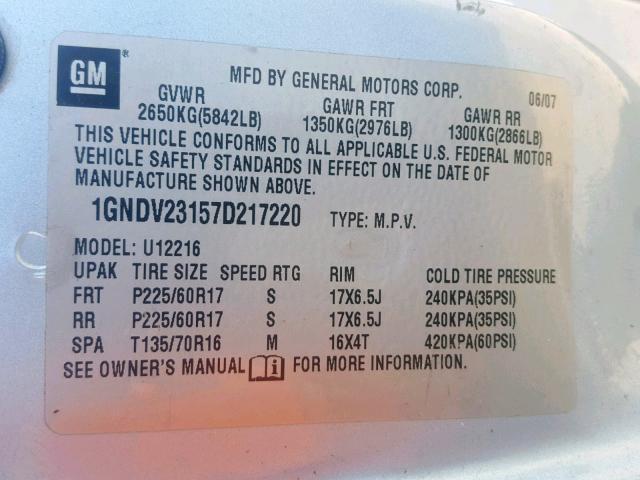 GM ®
MFD BY GENERAL MOTORS CORP. 06/07
GVWR GAWR FRT GAWR RR
2650KG(5842LB) 1350KG(2976LB) 1300KG(2866LB)
THIS VEHICLE CONFORMS TO ALL APPLICABLE U.S. FEDERAL MOTOR
VEHICLE SAFETY STANDARDS IN EFFECT ON THE DATE OF
MANUFACTURE SHOWN ABOVE.
1GNDV23157D217220 TYPE: M.P.V.
MODEL: U12216
UPAK TIRE SIZE SPEED RTG RIM COLD TIRE PRESSURE
FRT P225/60R17 S 17X6.5J 240KPA(35PSI)
RR P225/60R17 S 17X6.5J 240KPA(35PSI)
SPA T135/70R16 M 16X4T 420KPA(60PSI)
SEE OWNER'S MANUAL i FOR MORE INFORMATION.